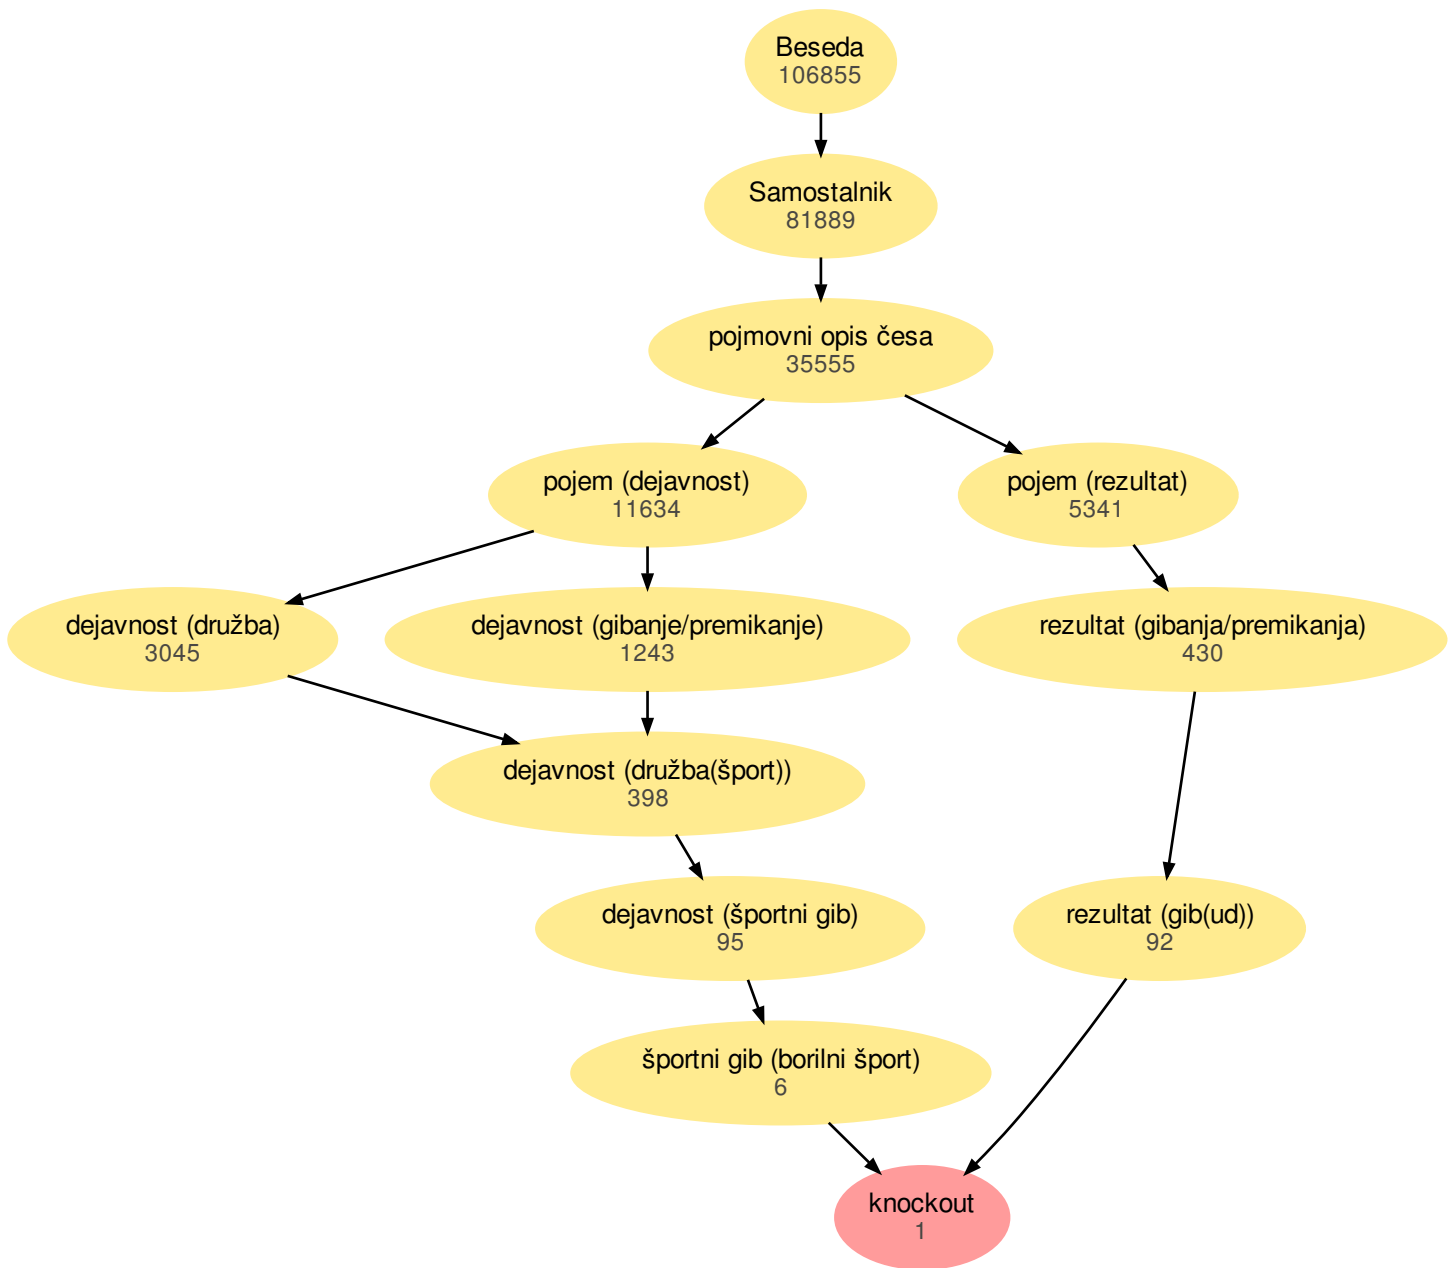 Beseda
106855
Samostalnik
81889
pojmovni opis česa
35555
pojem (dejavnost)
11634
pojem (rezultat)
5341
dejavnost (družba)
3045
dejavnost (gibanje/premikanje)
1243
rezultat (gibanja/premikanja)
430
dejavnost (družba(šport))
398
dejavnost (športni gib)
95
rezultat (gib(ud))
92
športni gib (borilni šport)
6
knockout
1